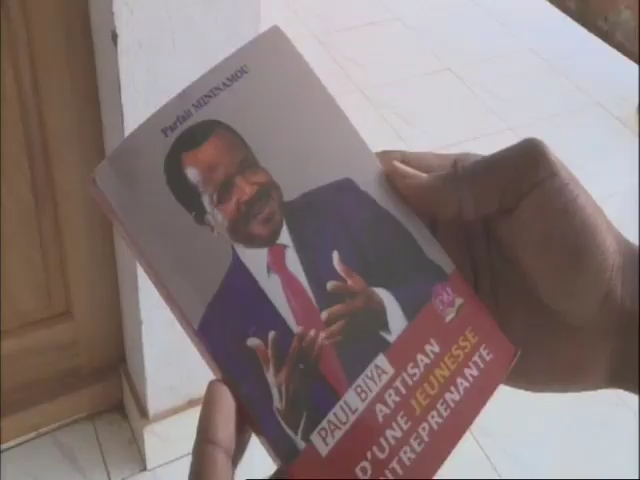 Parfait MININAMOU
PAUL BIYA
ARTISAN
D'UNE JEUNESSE
ENTREPRENANTE